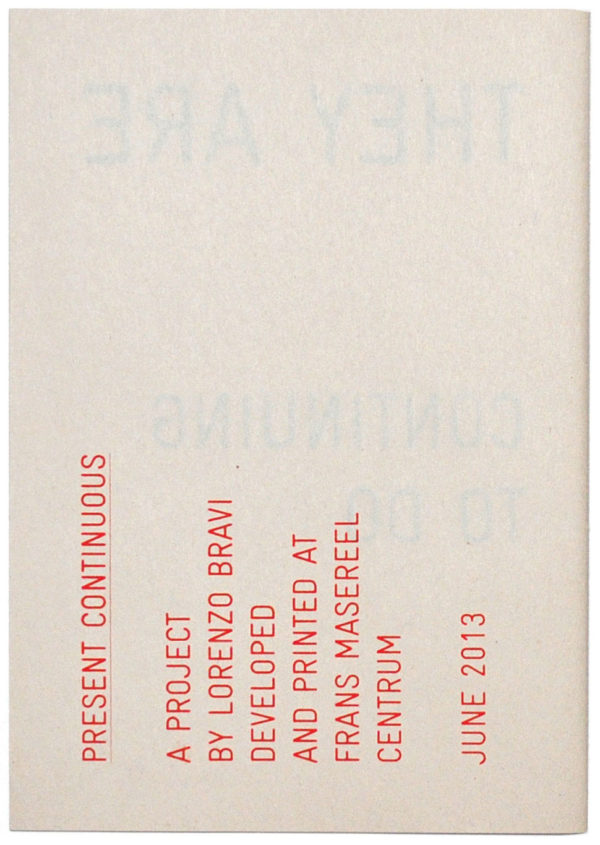 PRESENT CONTINUOUS
A PROJECT
BY LORENZO BRAVI
DEVELOPED
AND PRINTED AT
FRANS MASEREEL
CENTRUM
JUNE 2013
THEY ARE
CONTINUING
TO DO